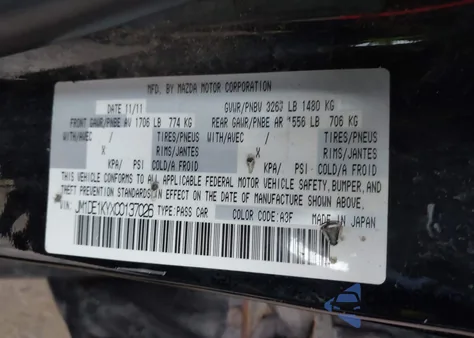 MFD. BY MAZDA MOTOR CORPORATION
DATE 11/11 GVWR/PNBV 3263 LB 1480 KG
FRONT GAWR/PNBE AV 1706 LB 774 KG REAR GAWR/PNBE AR 1556 LB 706 KG
WITH/AVEC / TIRES/PNEUS WITH/AVEC / TIRES/PNEUS
X RIMS/JANTES X RIMS/JANTES
KPA/ PSI COLD/A FROID KPA/ PSI COLD/A FROID
THIS VEHICLE CONFORMS TO ALL APPLICABLE FEDERAL MOTOR VEHICLE SAFETY, BUMPER, AND
THEFT PREVENTION STANDARDS IN EFFECT ON THE DATE OF MANUFACTURE SHOWN ABOVE.
VIN: JM1DE1KYXC0137026 TYPE:PASS CAR COLOR CODE:A3F MADE IN JAPAN